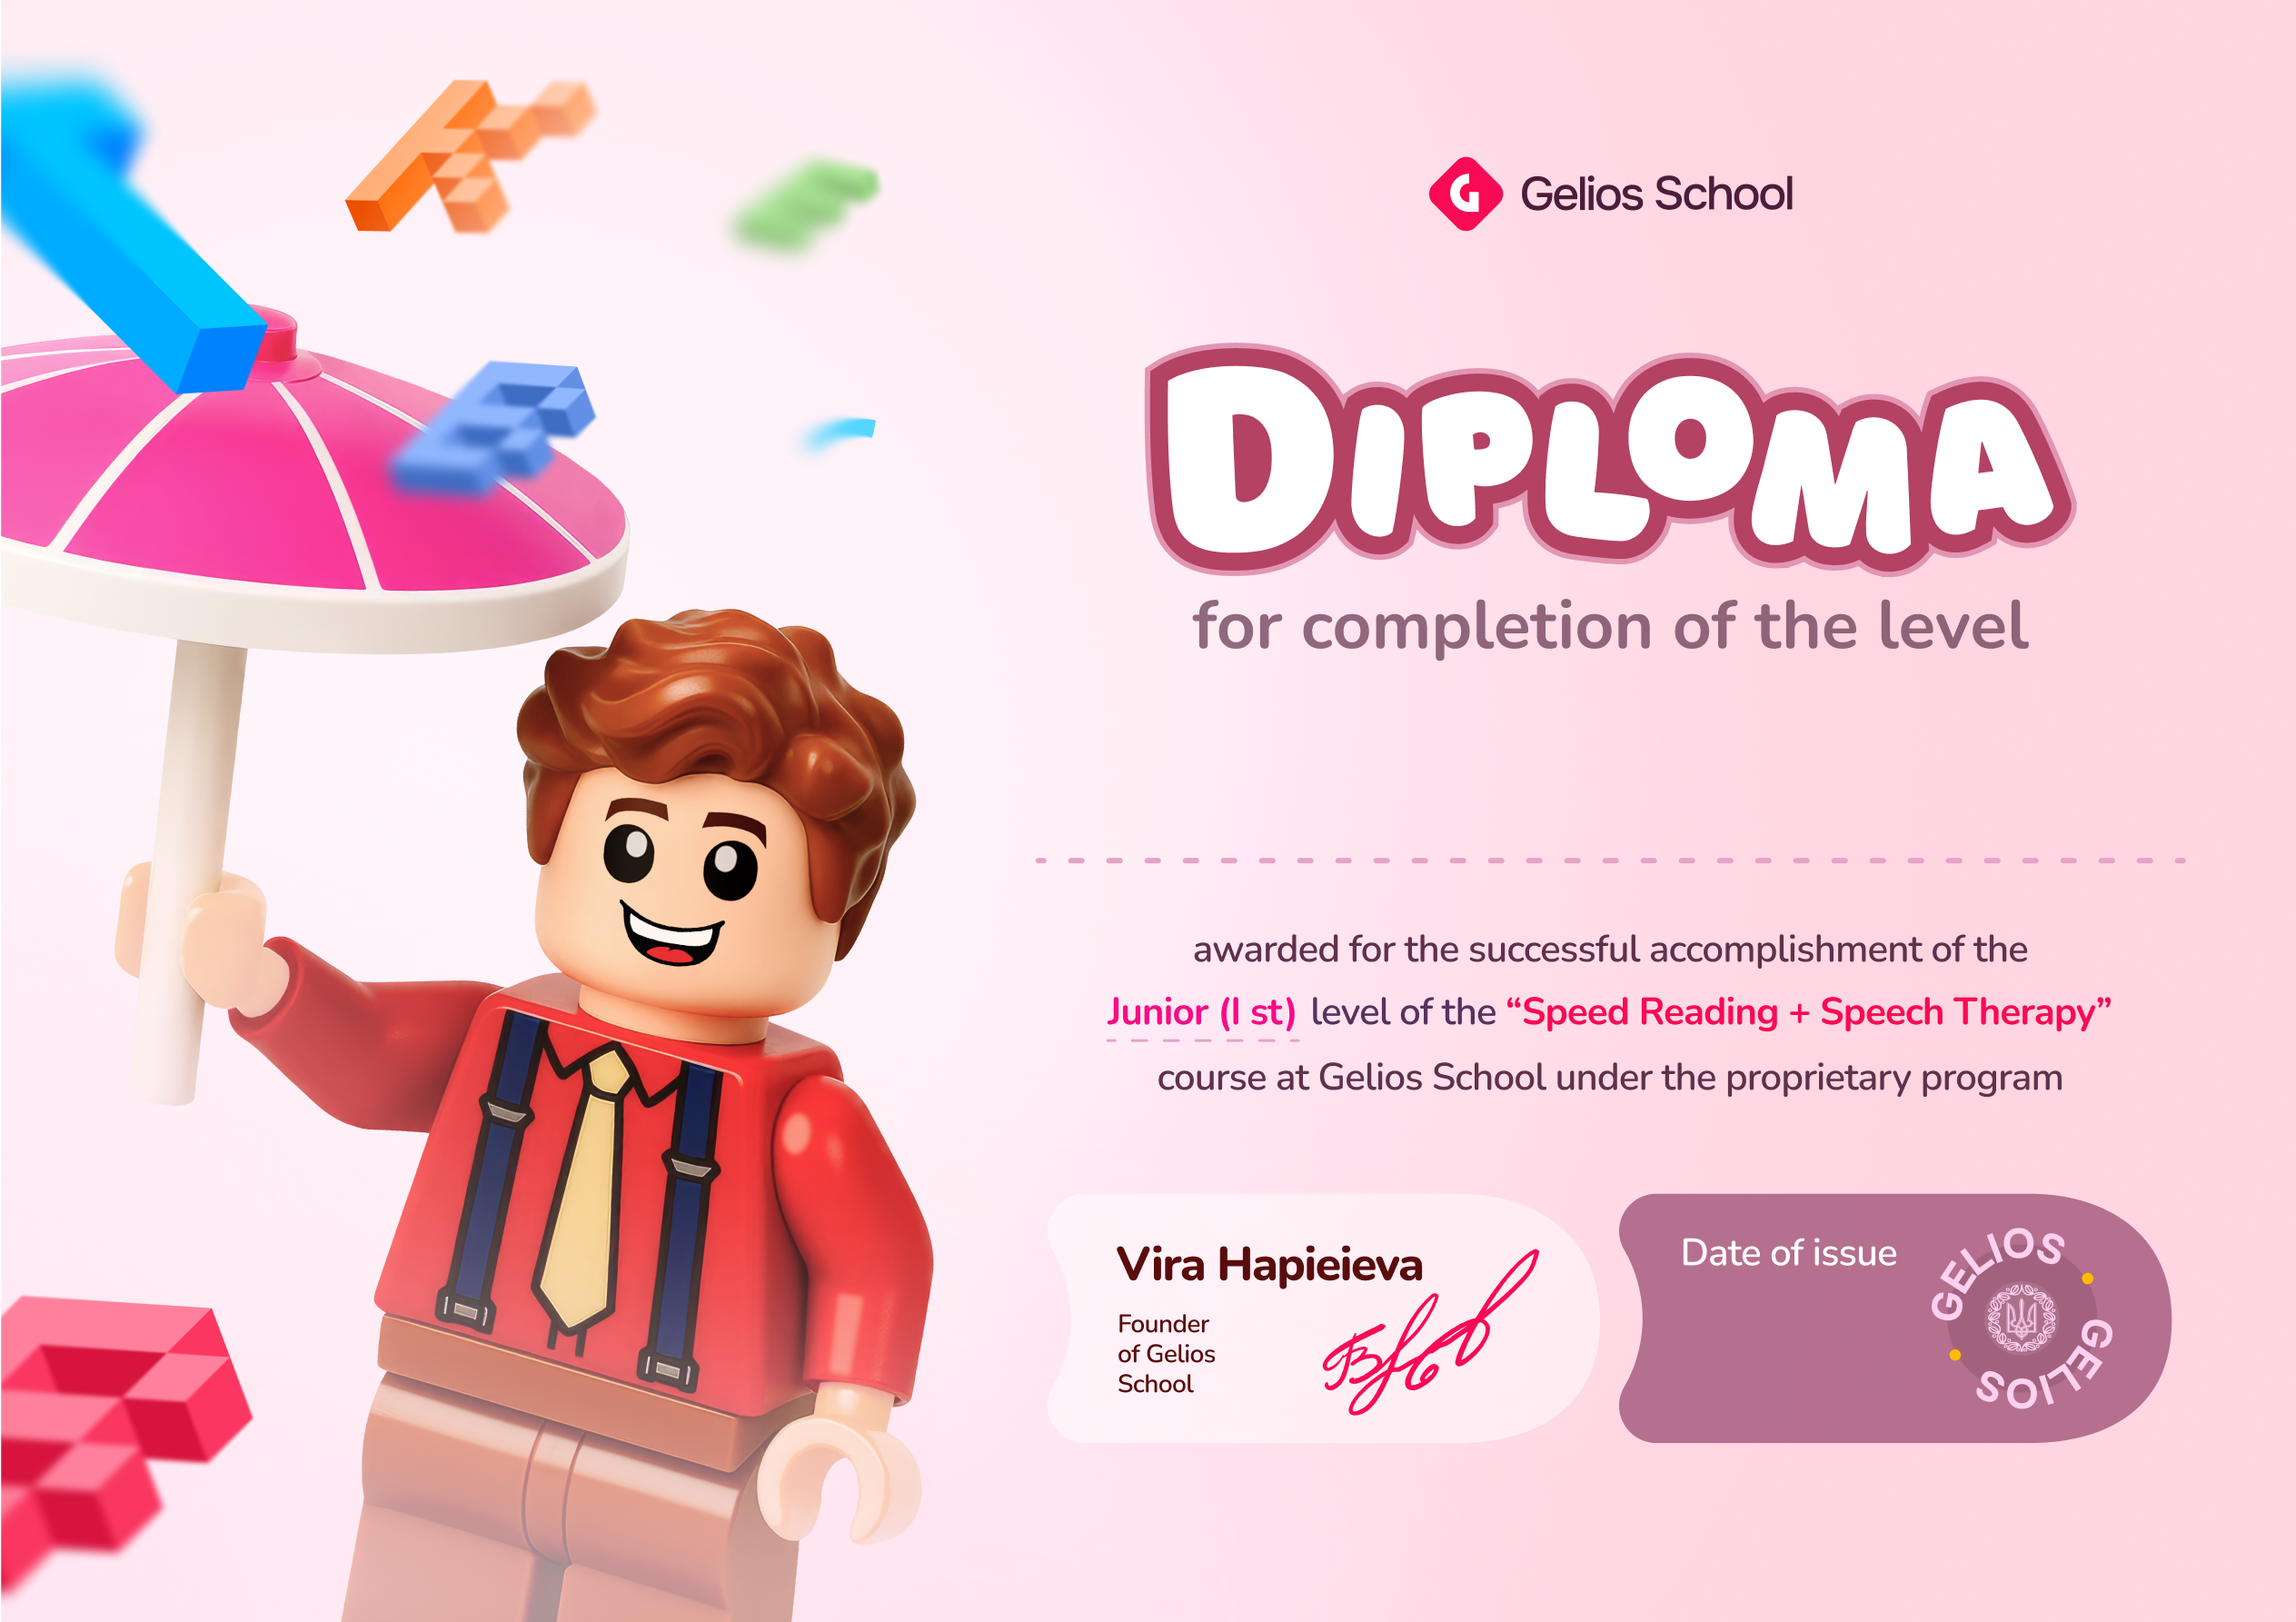 Gelios School
DIPLOMA
for completion of the level
awarded for the successful accomplishment of the
Junior (I st) level of the “Speed Reading + Speech Therapy”
course at Gelios School under the proprietary program
Vira Hapieieva
Founder
of Gelios
School
Date of issue
GELIOS
GELIOS